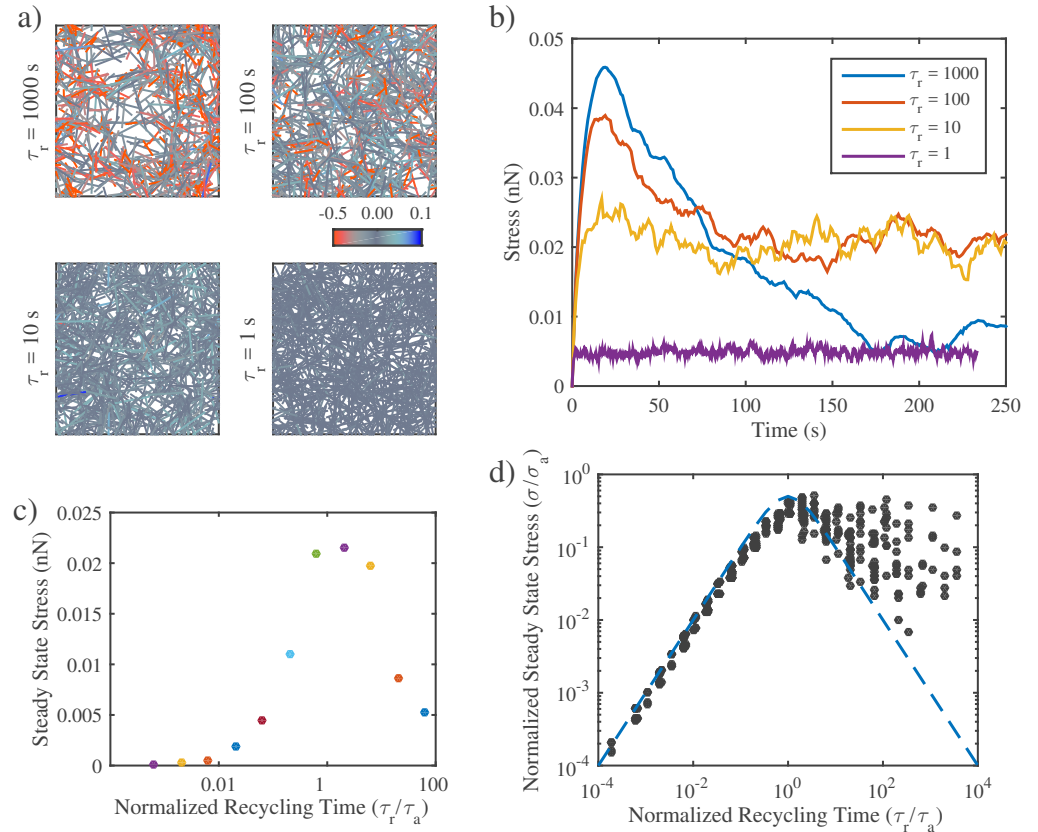 a)
τr = 1000 s
τr = 100 s
-0.5 0.00 0.1
τr = 10 s
τr = 1 s
b)
Stress (nN)
0.05
0.04
0.03
0.02
0.01
0
0 50 100 150 200 250
Time (s)
τr = 1000
τr = 100
τr = 10
τr = 1
c)
Steady State Stress (nN)
0.025
0.02
0.015
0.01
0.005
0
0.01 1 100
Normalized Recycling Time (τr/τa)
d)
Normalized Steady State Stress (σ/σa)
10^0
10^-1
10^-2
10^-3
10^-4
10^-4 10^-2 10^0 10^2 10^4
Normalized Recycling Time (τr/τa)